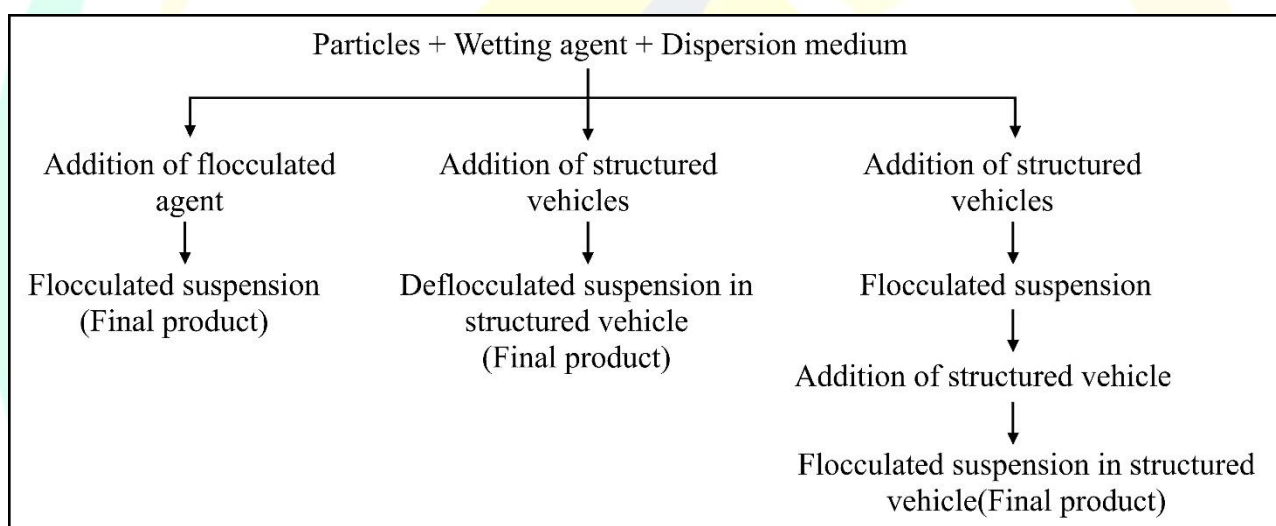 Particles + Wetting agent + Dispersion medium
Addition of flocculated
agent
Flocculated suspension
(Final product)
Addition of structured
vehicles
Deflocculated suspension in
structured vehicle
(Final product)
Addition of structured
vehicles
Flocculated suspension
Addition of structured vehicle
Flocculated suspension in structured
vehicle(Final product)